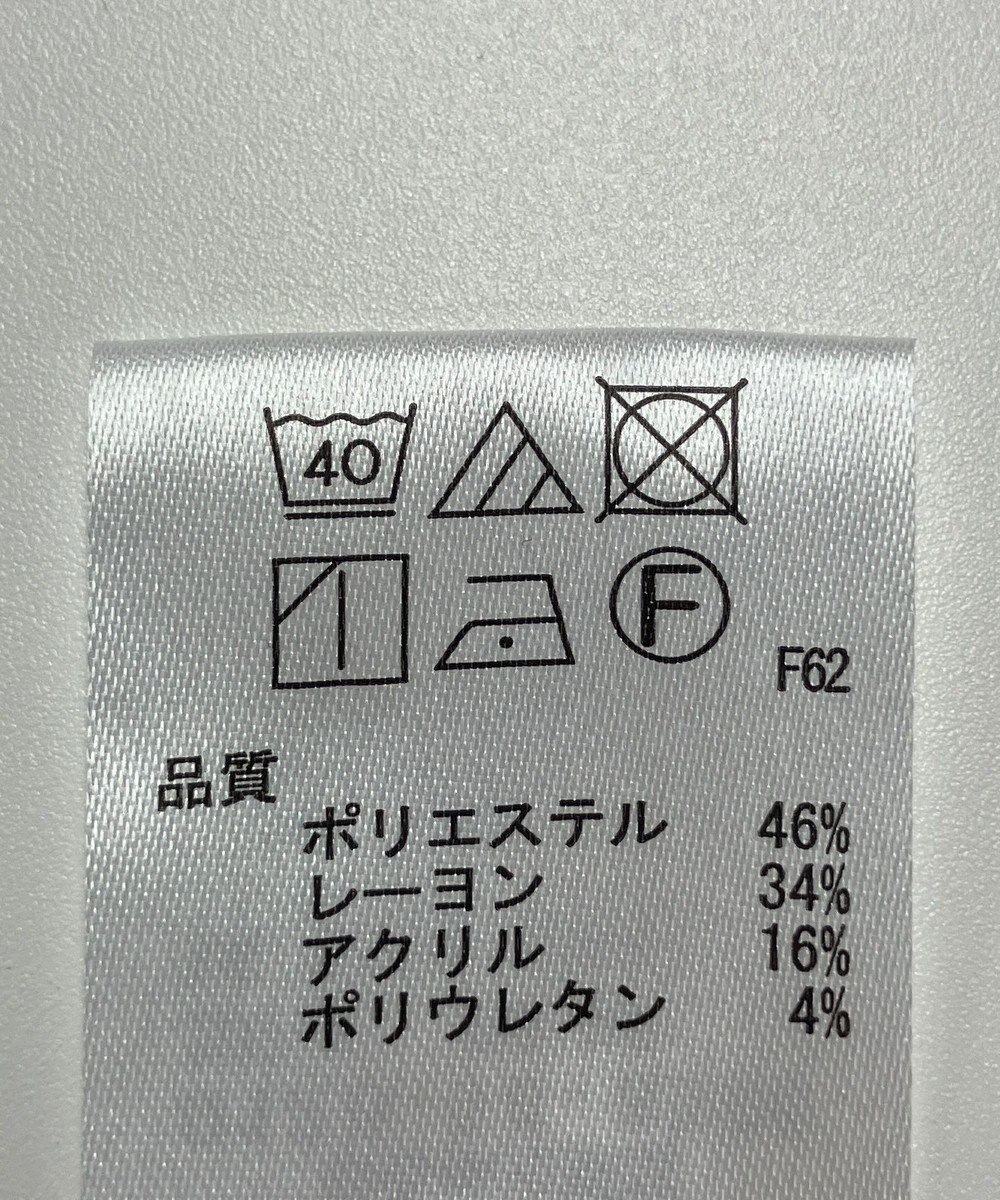 40
F
F62
品質
ポリエステル 46%
レーヨン 34%
アクリル 16%
ポリウレタン 4%